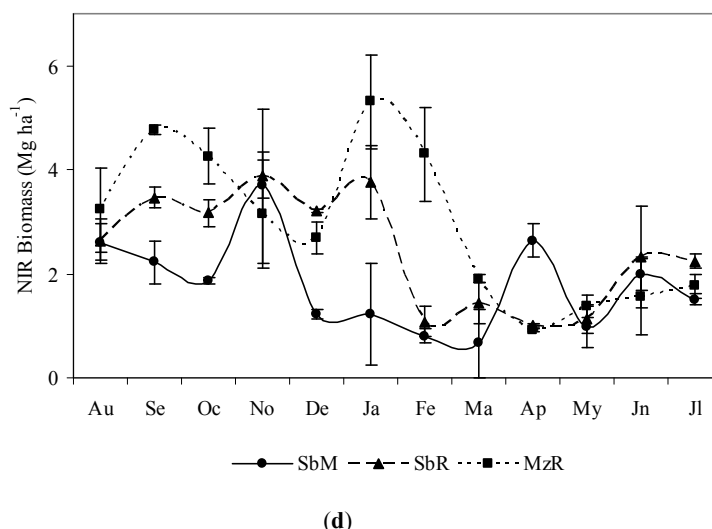 6
4
2
0
NIR Biomass (Mg ha⁻¹)
Au Se Oc No De Ja Fe Ma Ap My Jn Jl
SbM SbR MzR
(d)